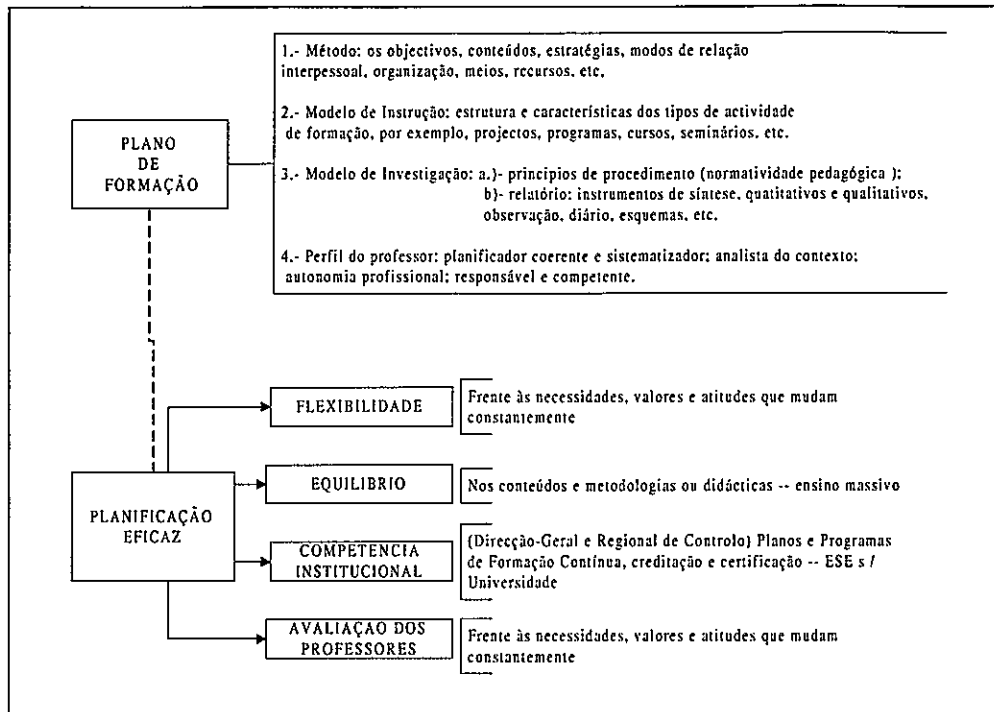 PLANO
DE
FORMAÇÃO
1.- Método: os objectivos, conteúdos, estratégias, modos de relação
interpessoal, organização, meios, recursos, etc.
2.- Modelo de Instrução: estrutura e características dos tipos de actividade
de formação, por exemplo, projectos, programas, cursos, seminários, etc.
3.- Modelo de Investigação: a.)- princípios de procedimento (normatividade pedagógica );
b)- relatório: instrumentos de síntese, quatitativos e qualitativos,
observação, diário, esquemas, etc.
4.- Perfil do professor: planificador coerente e sistematizador; analista do contexto;
autonomia profissional; responsável e competente.
PLANIFICAÇÃO
EFICAZ
FLEXIBILIDADE
Frente às necessidades, valores e atitudes que mudam
constantemente
EQUILIBRIO
Nos conteúdos e metodologias ou didácticas -- ensino massivo
COMPETENCIA
INSTITUCIONAL
(Direcção-Geral e Regional de Controlo) Planos e Programas
de Formação Contínua, creditação e certificação -- ESE s /
Universidade
AVALIAÇAO DOS
PROFESSORES
Frente às necessidades, valores e atitudes que mudam
constantemente